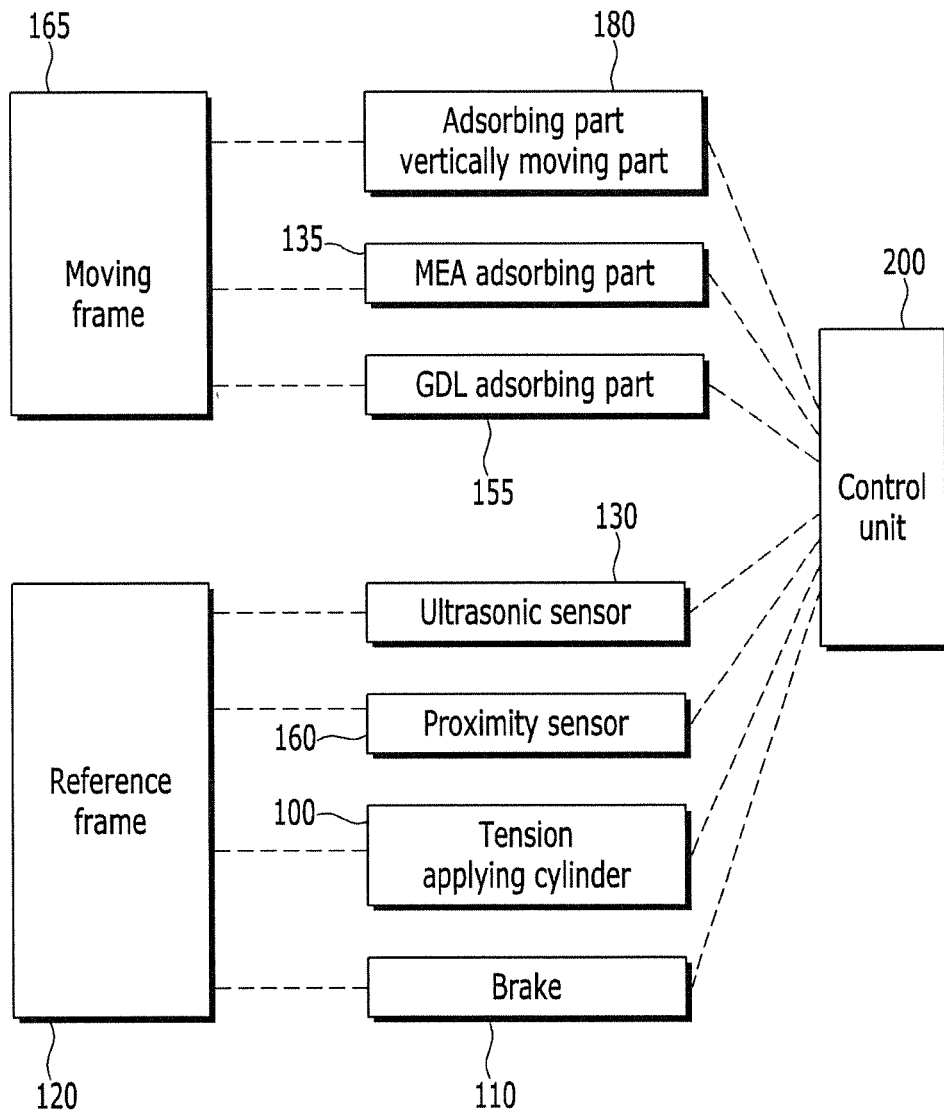 165
180
Adsorbing part
vertically moving part
135
MEA adsorbing part
200
Moving
frame
GDL adsorbing part
155
Control
unit
130
Ultrasonic sensor
Proximity sensor
160
Reference
frame
100
Tension
applying cylinder
Brake
120
110